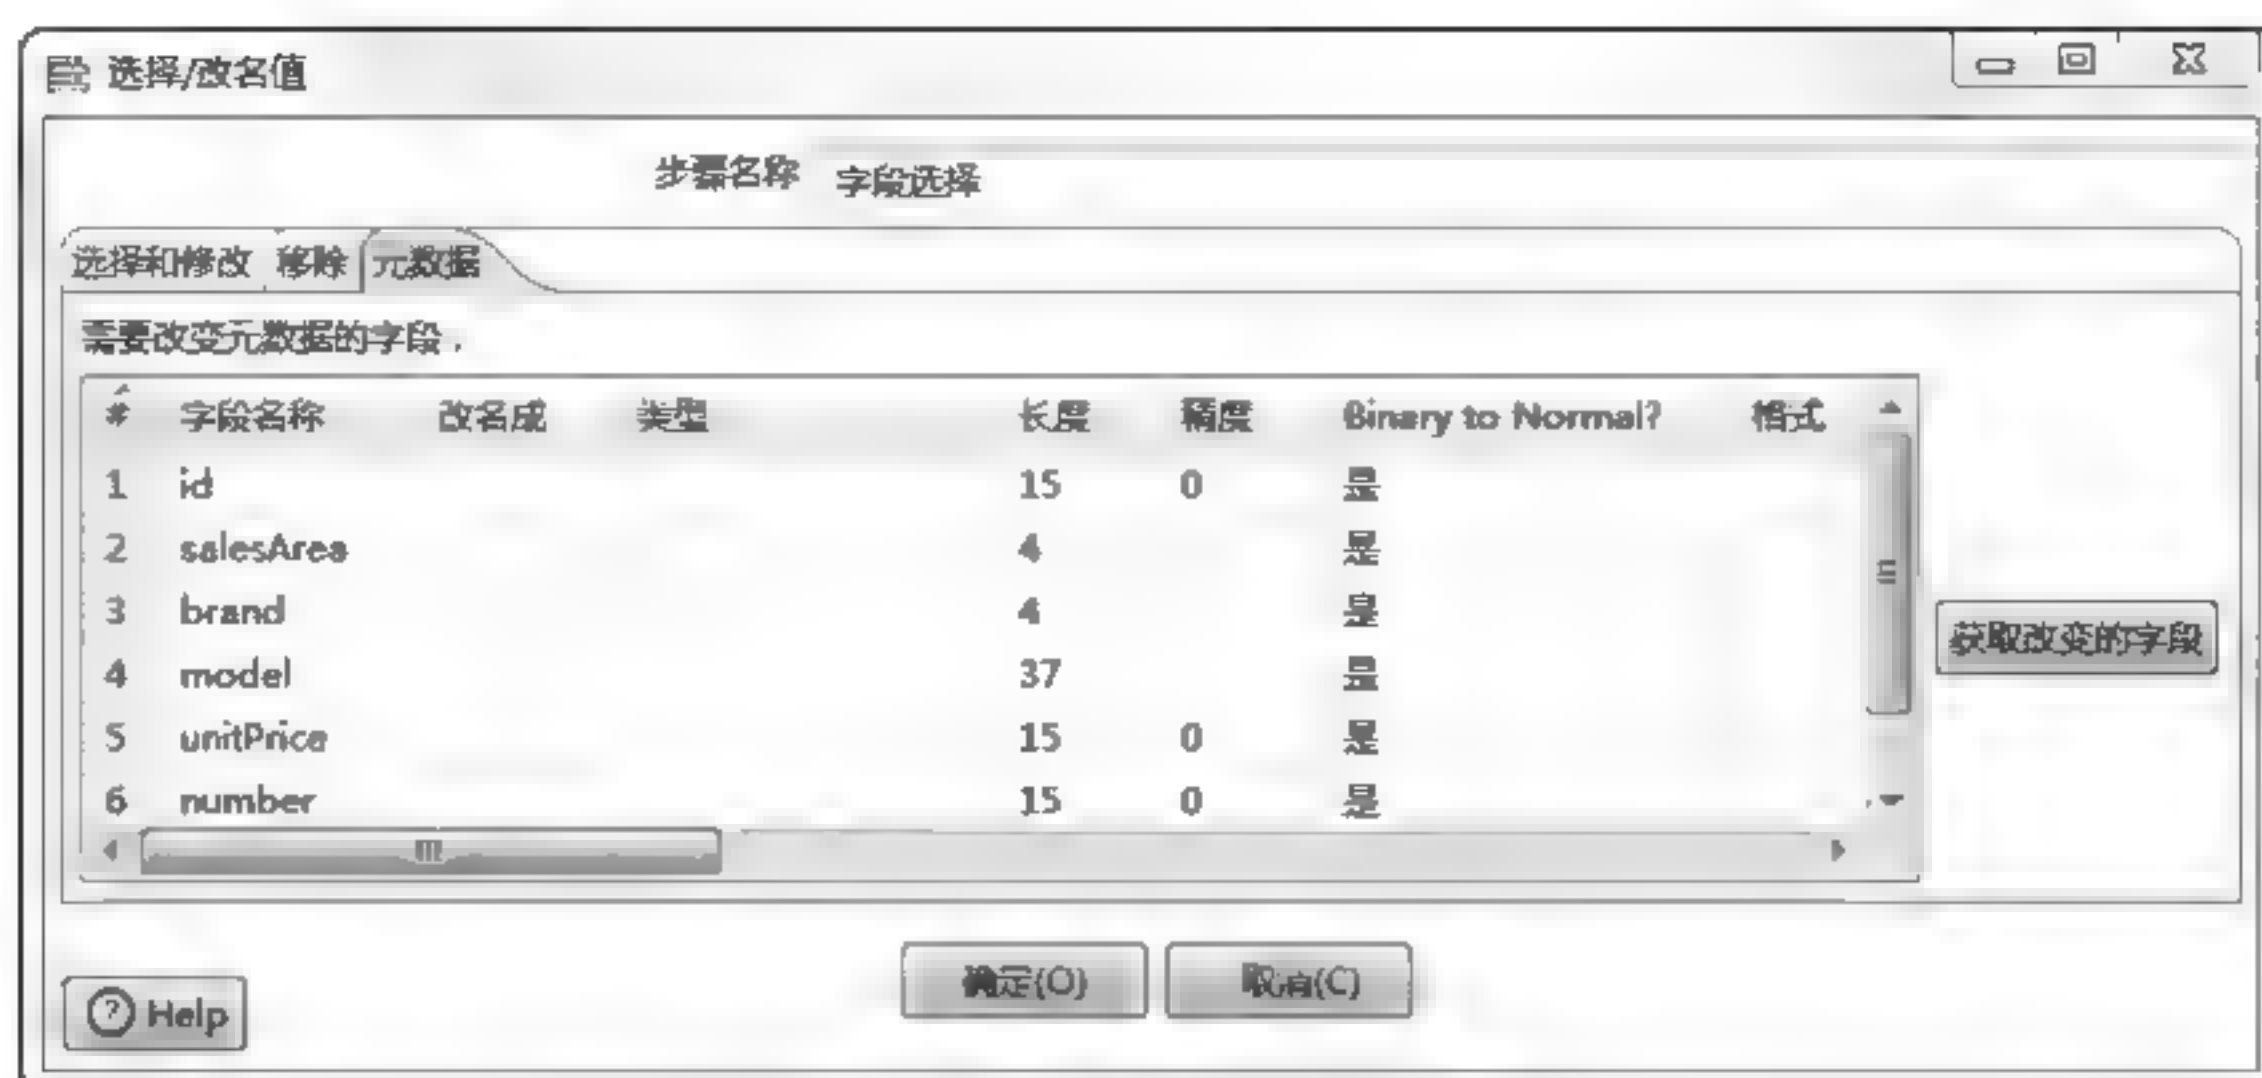 选择/改名值
步骤名称 字段选择
选择和修改 移除 元数据
需要改变元数据的字段:
# 字段名称 改名成 类型 长度 精度 Binary to Normal? 格式
1 id 15 0 是
2 salesArea 4 是
3 brand 4 是
4 model 37 是
5 unitPrice 15 0 是
6 number 15 0 是
获取改变的字段
确定(O) 取消(C)
Help